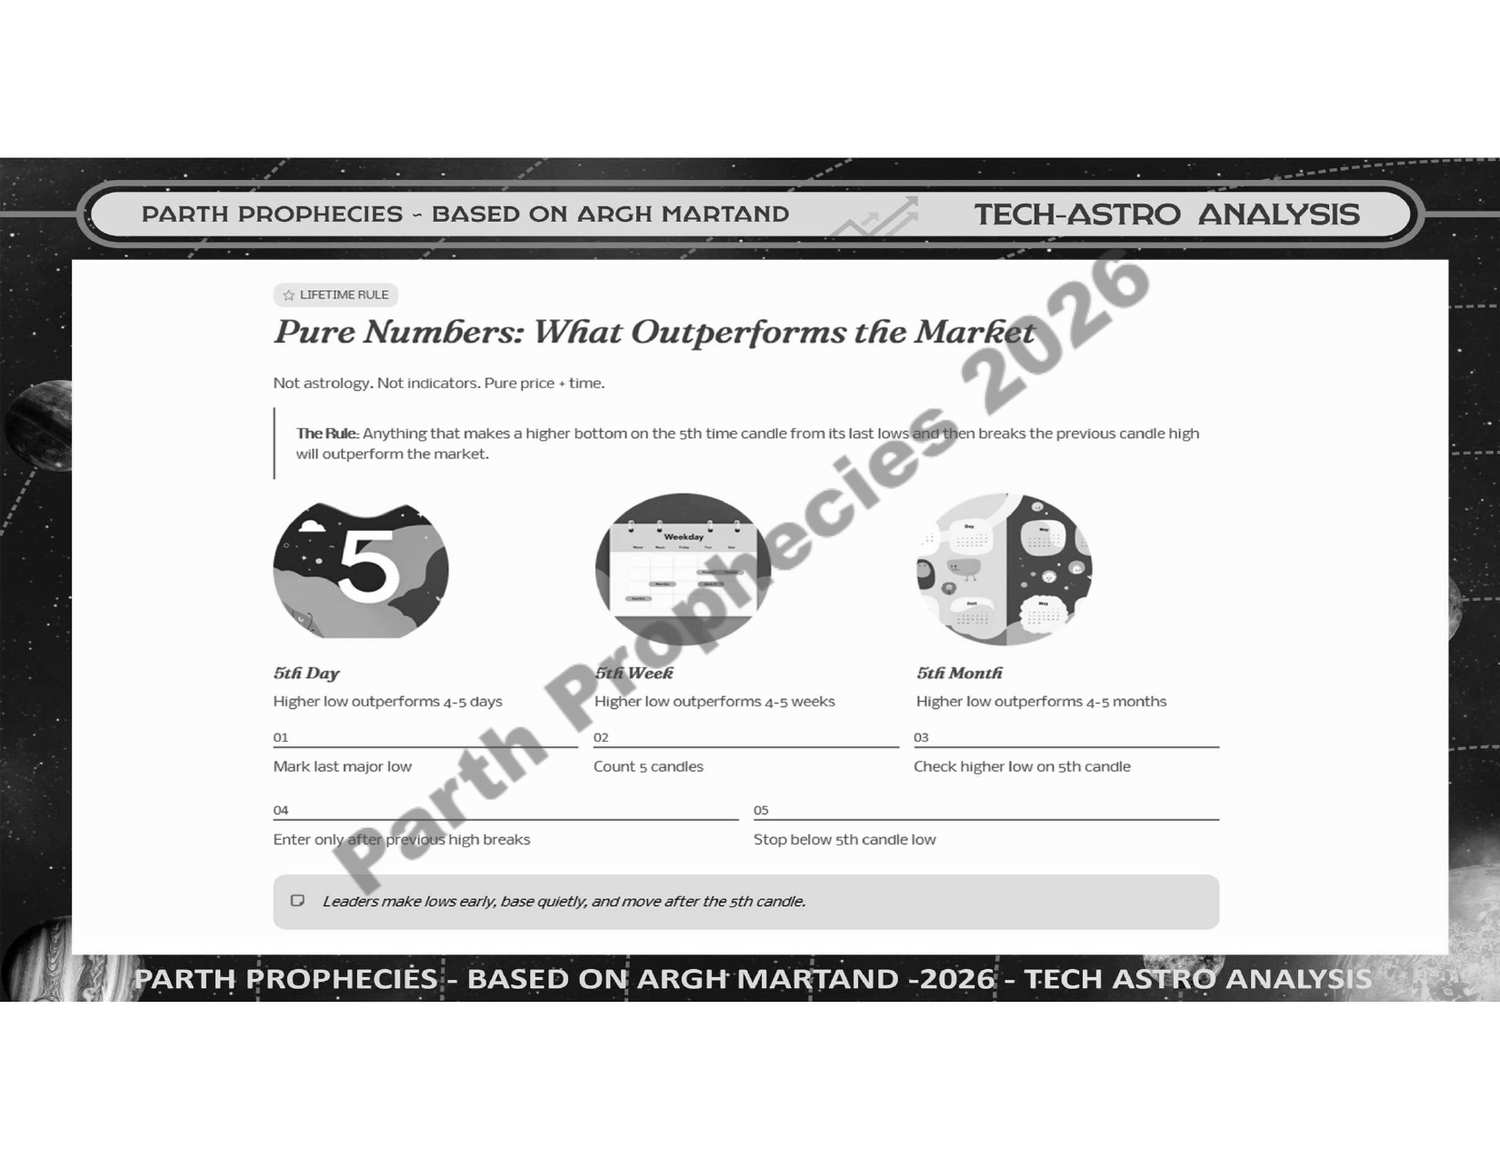 PARTH PROPHECIES ~ BASED ON ARGH MARTAND
TECH-ASTRO ANALYSIS
LIFETIME RULE
Pure Numbers: What Outperforms the Market
Not astrology. Not indicators. Pure price + time.
The Rule: Anything that makes a higher bottom on the 5th time candle from its last lows and then breaks the previous candle high
will outperform the market.
5
Weekday
Day
May
May
5th Day
5th Week
5th Month
Higher low outperforms 4-5 days
Higher low outperforms 4-5 weeks
Higher low outperforms 4-5 months
01
02
03
Mark last major low
Count 5 candles
Check higher low on 5th candle
04
05
Enter only after previous high breaks
Stop below 5th candle low
Leaders make lows early, base quietly, and move after the 5th candle.
Parth Prophecies 2026
PARTH PROPHECIES - BASED ON ARGH MARTAND -2026 - TECH ASTRO ANALYSIS